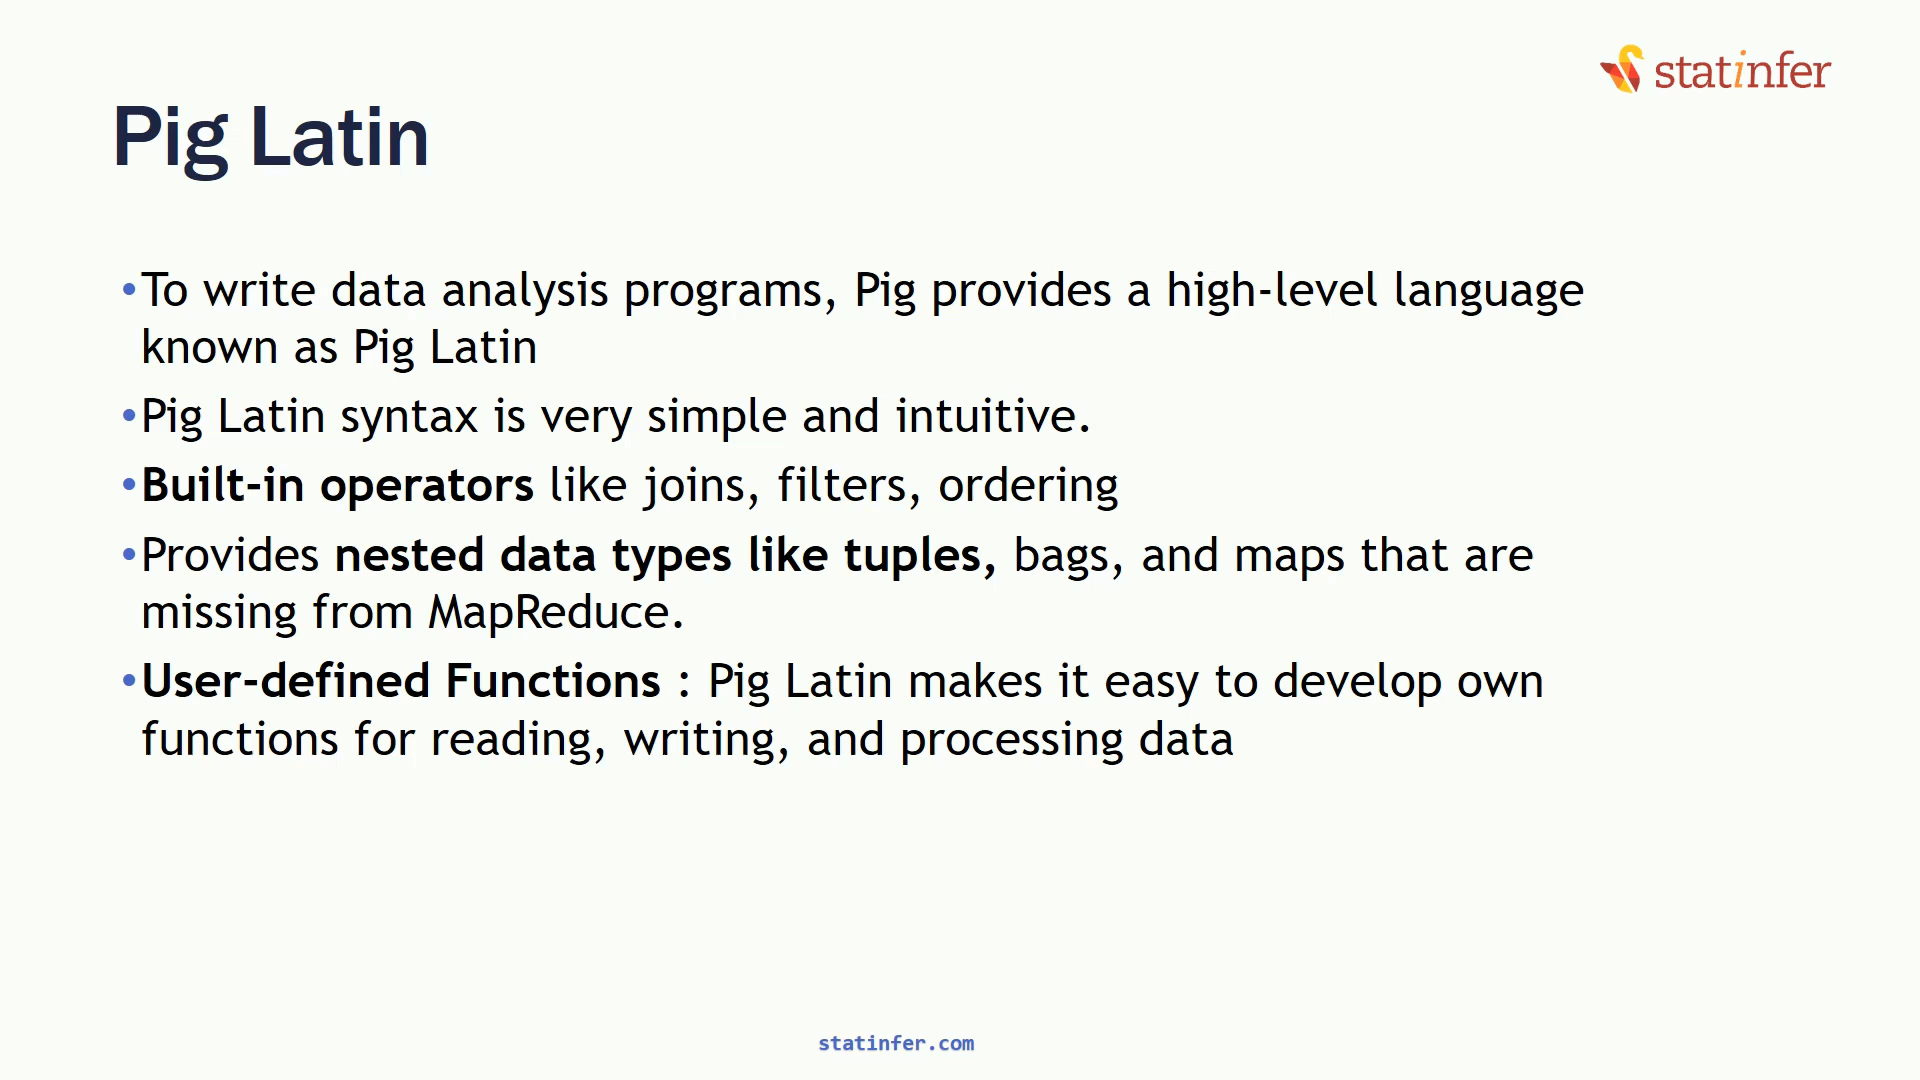 statinfer
Pig Latin
•To write data analysis programs, Pig provides a high-level language
known as Pig Latin
•Pig Latin syntax is very simple and intuitive.
•Built-in operators like joins, filters, ordering
•Provides nested data types like tuples, bags, and maps that are
missing from MapReduce.
•User-defined Functions : Pig Latin makes it easy to develop own
functions for reading, writing, and processing data
statinfer.com